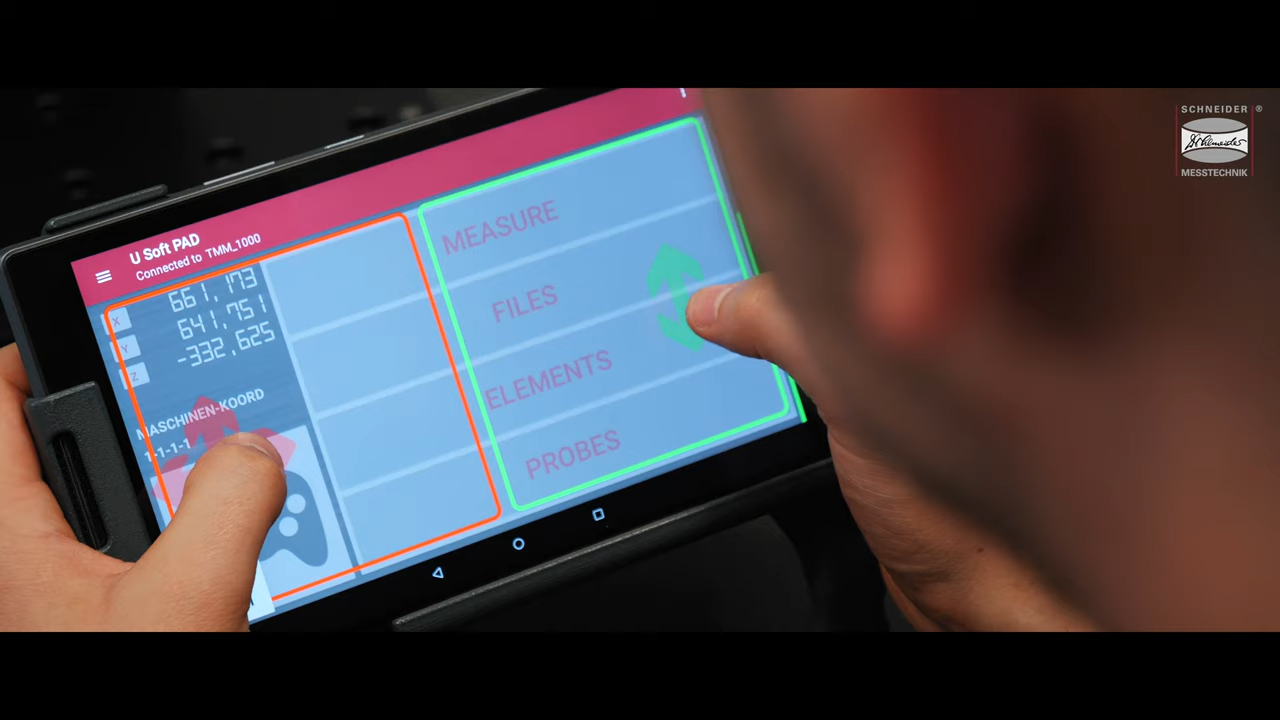 SCHNEIDER ®
MESSTECHNIK
U Soft PAD
Connected to TMM_1000
X 661,173
Y 641,751
Z -332,625
MASCHINEN-KOORD
1-1-1-1
MEASURE
FILES
ELEMENTS
PROBES